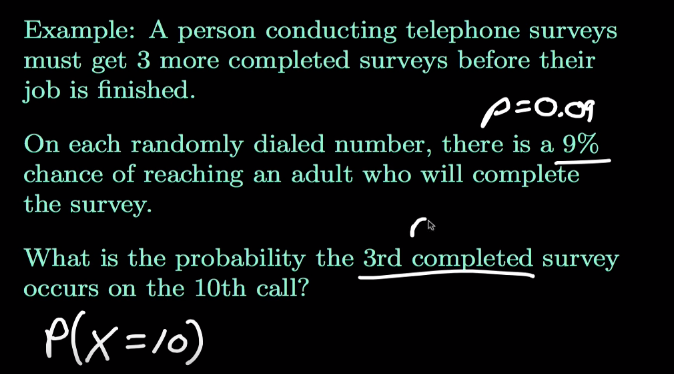 Example: A person conducting telephone surveys
must get 3 more completed surveys before their
job is finished.
p=0.09
On each randomly dialed number, there is a 9%
chance of reaching an adult who will complete
the survey.
What is the probability the 3rd completed survey
occurs on the 10th call?
P(X=10)